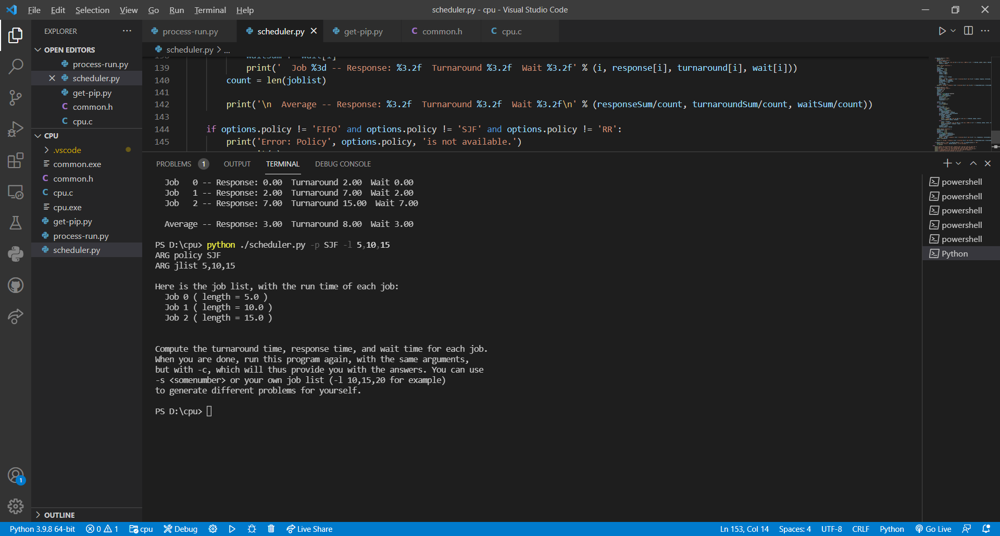 File Edit Selection View Go Run Terminal Help
scheduler.py - cpu - Visual Studio Code
EXPLORER
OPEN EDITORS
process-run.py
scheduler.py
get-pip.py
common.h
cpu.c
CPU
.vscode
common.exe
common.h
cpu.c
cpu.exe
get-pip.py
process-run.py
scheduler.py
OUTLINE
process-run.py scheduler.py get-pip.py common.h cpu.c
scheduler.py > ...
138 waitSum += wait[i]
139 print('  Job %3d -- Response: %3.2f  Turnaround %3.2f  Wait %3.2f' % (i, response[i], turnaround[i], wait[i]))
140 count = len(joblist)
141
142 print('\n  Average -- Response: %3.2f  Turnaround %3.2f  Wait %3.2f\n' % (responseSum/count, turnaroundSum/count, waitSum/count))
143
144 if options.policy != 'FIFO' and options.policy != 'SJF' and options.policy != 'RR':
145 print('Error: Policy', options.policy, 'is not available.')
PROBLEMS 1 OUTPUT TERMINAL DEBUG CONSOLE
Job   0 -- Response: 0.00  Turnaround 2.00  Wait 0.00
Job   1 -- Response: 2.00  Turnaround 7.00  Wait 2.00
Job   2 -- Response: 7.00  Turnaround 15.00  Wait 7.00
Average -- Response: 3.00  Turnaround 8.00  Wait 3.00
PS D:\cpu> python ./scheduler.py -p SJF -l 5,10,15
ARG policy SJF
ARG jlist 5,10,15
Here is the job list, with the run time of each job:
Job 0 ( length = 5.0 )
Job 1 ( length = 10.0 )
Job 2 ( length = 15.0 )
Compute the turnaround time, response time, and wait time for each job.
When you are done, run this program again, with the same arguments,
but with -c, which will thus provide you with the answers. You can use
-s <somenumber> or your own job list (-l 10,15,20 for example)
to generate different problems for yourself.
PS D:\cpu>
powershell
powershell
powershell
powershell
powershell
Python
1
Python 3.9.8 64-bit 0 1 cpu Debug Live Share Ln 153, Col 14 Spaces: 4 UTF-8 CRLF Python Go Live